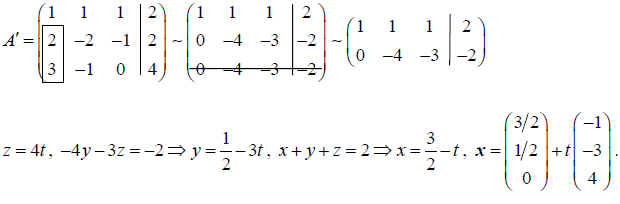 A′ = (1 1 1 | 2; 2 −2 −1 | 2; 3 −1 0 | 4) ~ (1 1 1 | 2; 0 −4 −3 | −2; 0 −4 −3 | −2) ~ (1 1 1 | 2; 0 −4 −3 | −2)
z = 4t, −4y−3z = −2 ⇒ y = 1/2 − 3t, x + y + z = 2 ⇒ x = 3/2 − t, x = (3/2; 1/2; 0) + t(−1; −3; 4).